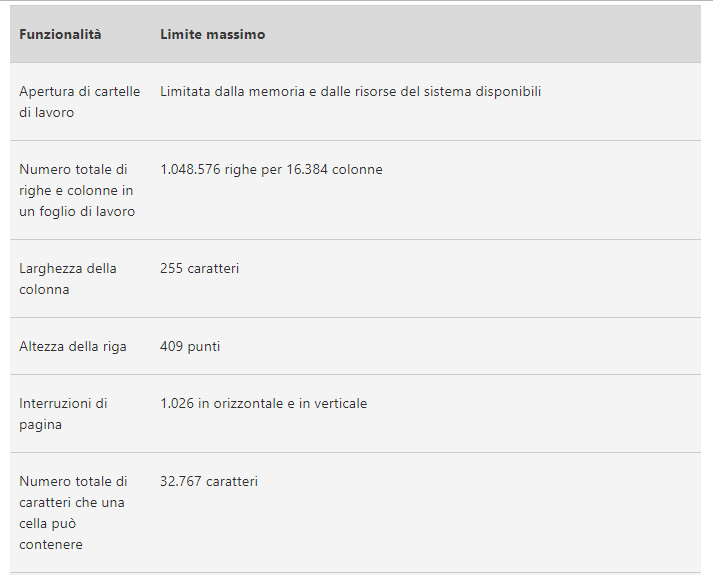 Funzionalità Limite massimo
Apertura di cartelle Limitata dalla memoria e dalle risorse del sistema disponibili
di lavoro
Numero totale di 1.048.576 righe per 16.384 colonne
righe e colonne in
un foglio di lavoro
Larghezza della 255 caratteri
colonna
Altezza della riga 409 punti
Interruzioni di 1.026 in orizzontale e in verticale
pagina
Numero totale di 32.767 caratteri
caratteri che una
cella può
contenere